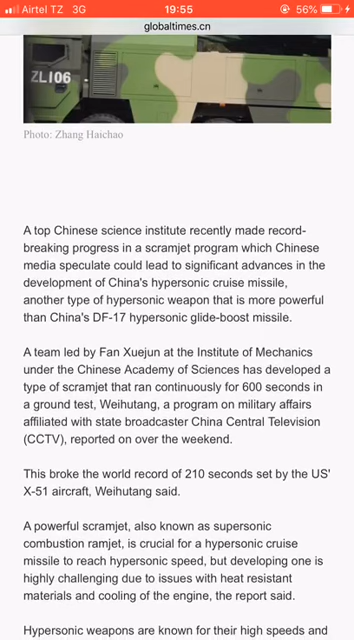 Airtel TZ 3G 19:55 56%
globaltimes.cn
ZL106
Photo: Zhang Haichao
A top Chinese science institute recently made record-
breaking progress in a scramjet program which Chinese
media speculate could lead to significant advances in the
development of China's hypersonic cruise missile,
another type of hypersonic weapon that is more powerful
than China's DF-17 hypersonic glide-boost missile.
A team led by Fan Xuejun at the Institute of Mechanics
under the Chinese Academy of Sciences has developed a
type of scramjet that ran continuously for 600 seconds in
a ground test, Weihutang, a program on military affairs
affiliated with state broadcaster China Central Television
(CCTV), reported on over the weekend.
This broke the world record of 210 seconds set by the US'
X-51 aircraft, Weihutang said.
A powerful scramjet, also known as supersonic
combustion ramjet, is crucial for a hypersonic cruise
missile to reach hypersonic speed, but developing one is
highly challenging due to issues with heat resistant
materials and cooling of the engine, the report said.
Hypersonic weapons are known for their high speeds and